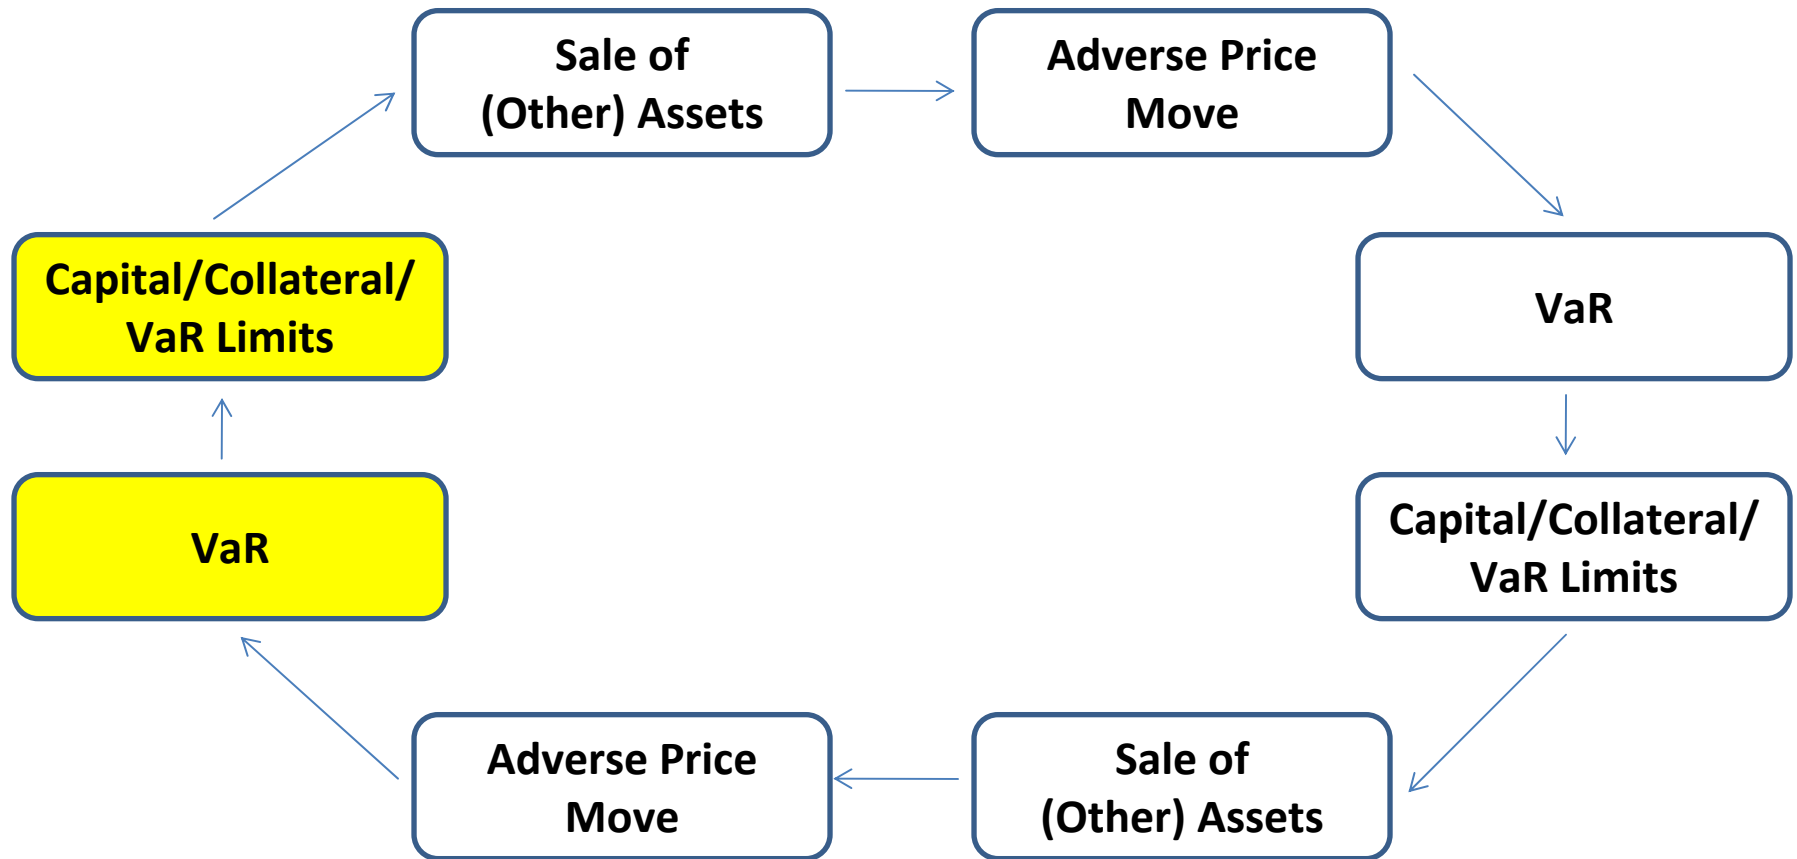 Sale of
(Other) Assets
Adverse Price
Move
Capital/Collateral/
VaR Limits
VaR
VaR
Capital/Collateral/
VaR Limits
Adverse Price
Move
Sale of
(Other) Assets